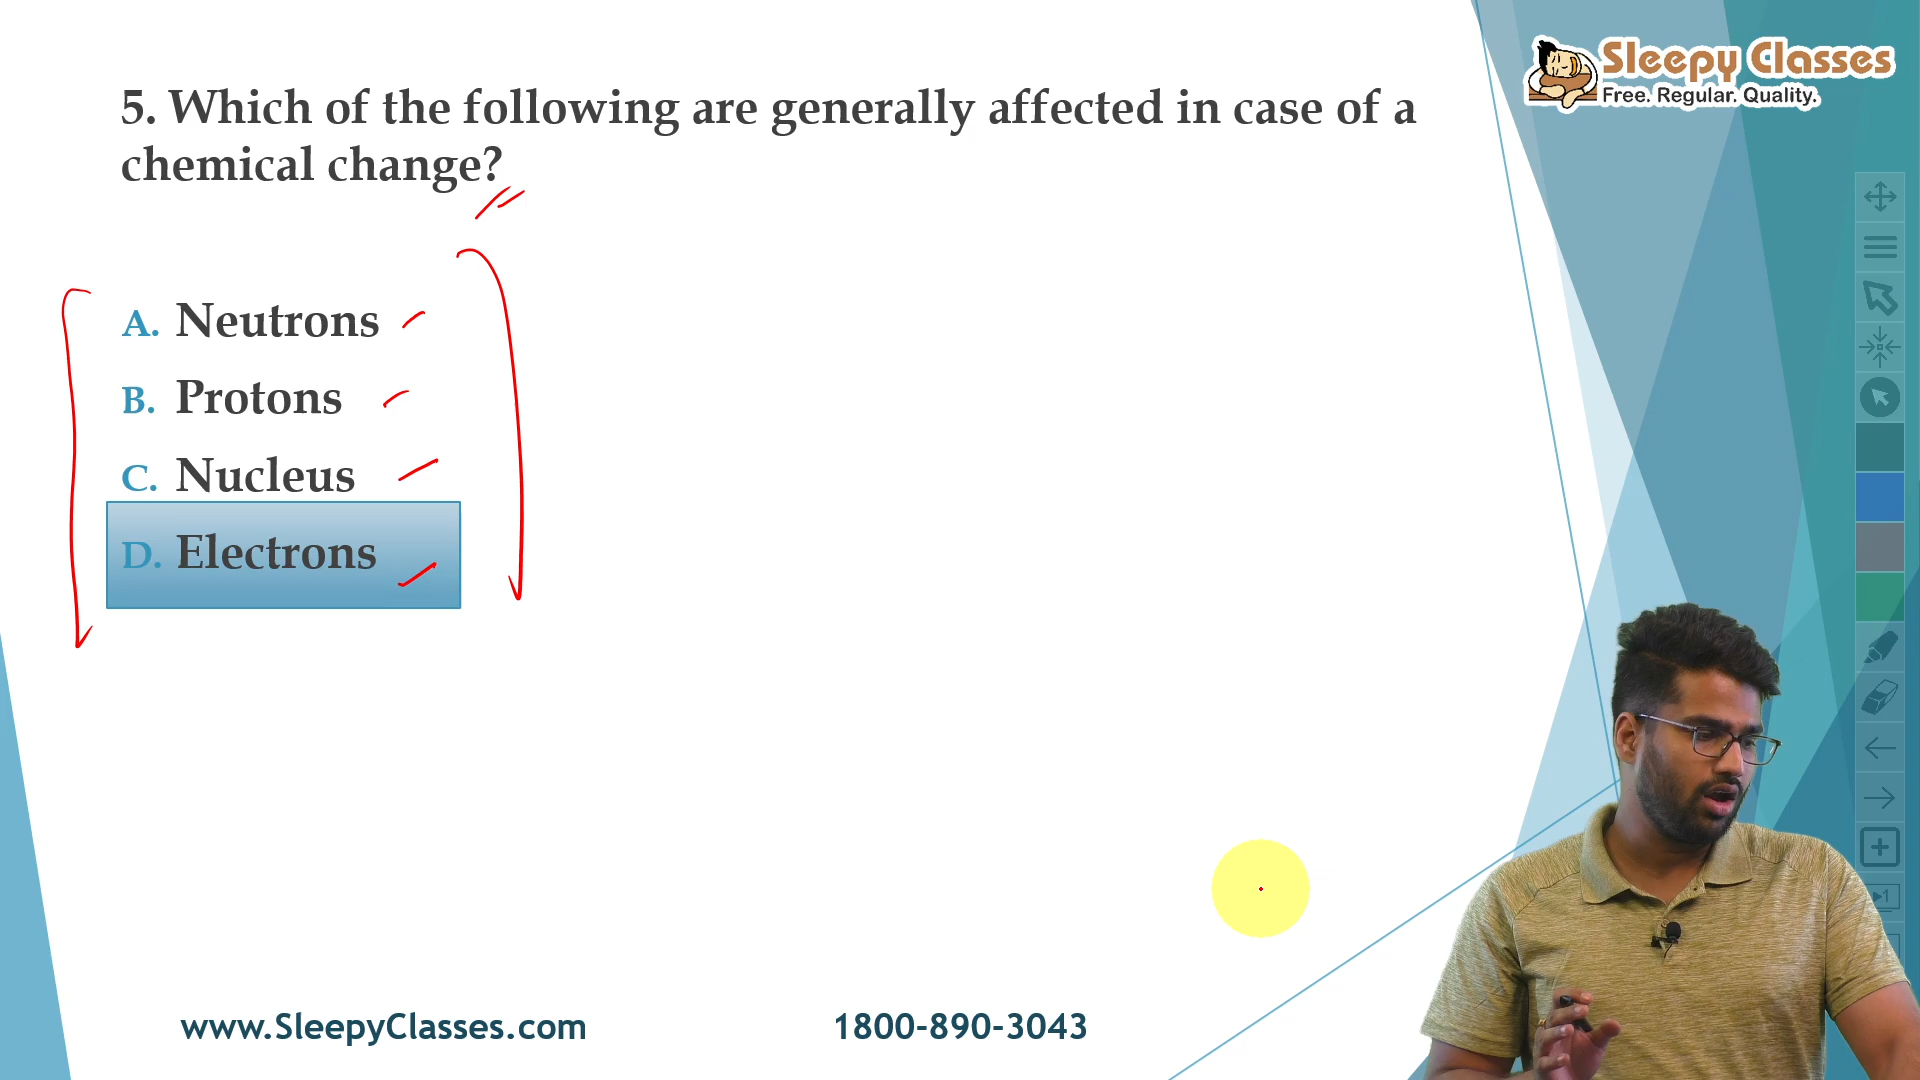 Sleepy Classes
Free. Regular. Quality.
5. Which of the following are generally affected in case of a
chemical change?
A. Neutrons
B. Protons
C. Nucleus
D. Electrons
www.SleepyClasses.com
1800-890-3043